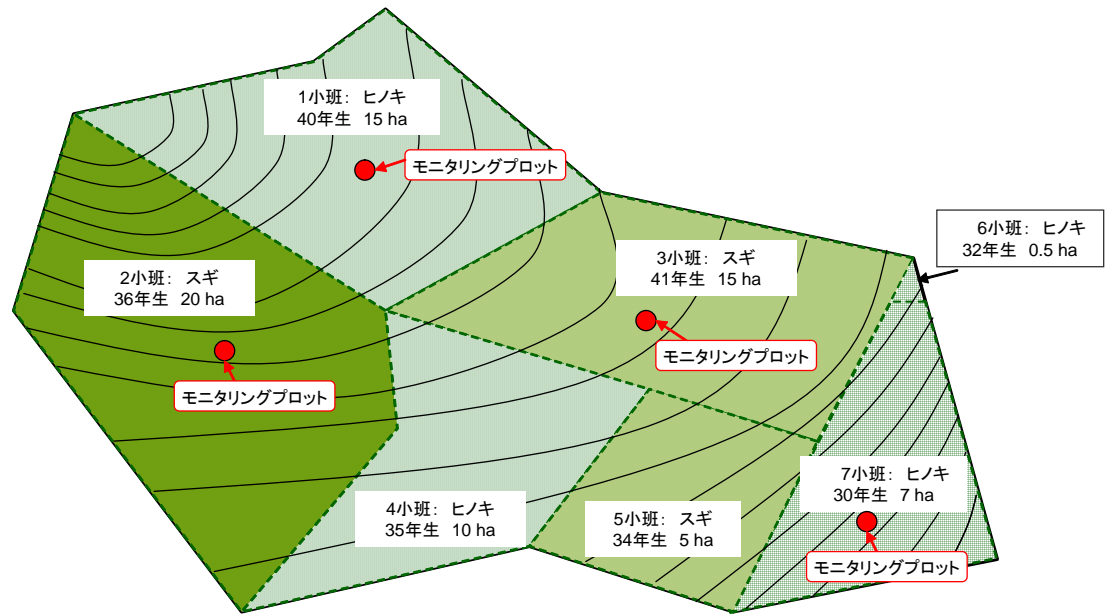 1小班： ヒノキ
40年生 15 ha
モニタリングプロット
2小班： スギ
36年生 20 ha
モニタリングプロット
3小班： スギ
41年生 15 ha
モニタリングプロット
6小班： ヒノキ
32年生 0.5 ha
4小班： ヒノキ
35年生 10 ha
5小班： スギ
34年生 5 ha
7小班： ヒノキ
30年生 7 ha
モニタリングプロット